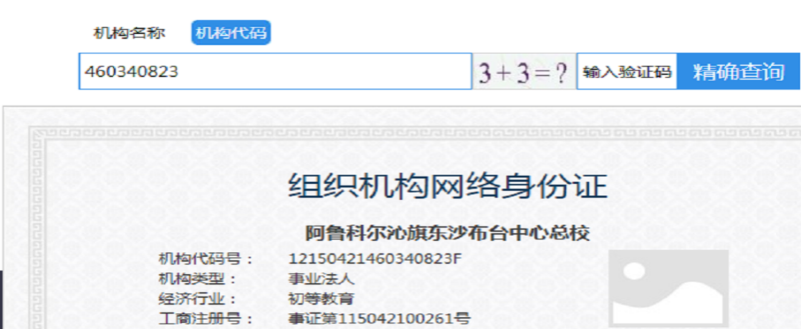 机构名称 机构代码
460340823 3+3=? 输入验证码 精确查询
组织机构网络身份证
阿鲁科尔沁旗东沙布台中心总校
机构代码号： 12150421460340823F
机构类型： 事业法人
经济行业： 初等教育
工商注册号： 事证第115042100261号